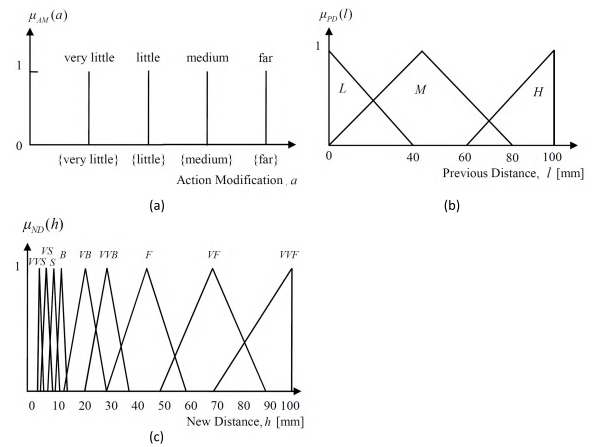 μAM(a)
very little little medium far
1
0
{very little} {little} {medium} {far}
Action Modification, a
(a)
μPD(l)
1
L M H
0 40 60 80 100
Previous Distance, l [mm]
(b)
μND(h)
VS
VVS S B VB VVB F VF VVF
1
0 10 20 30 40 50 60 70 80 90 100
New Distance, h [mm]
(c)